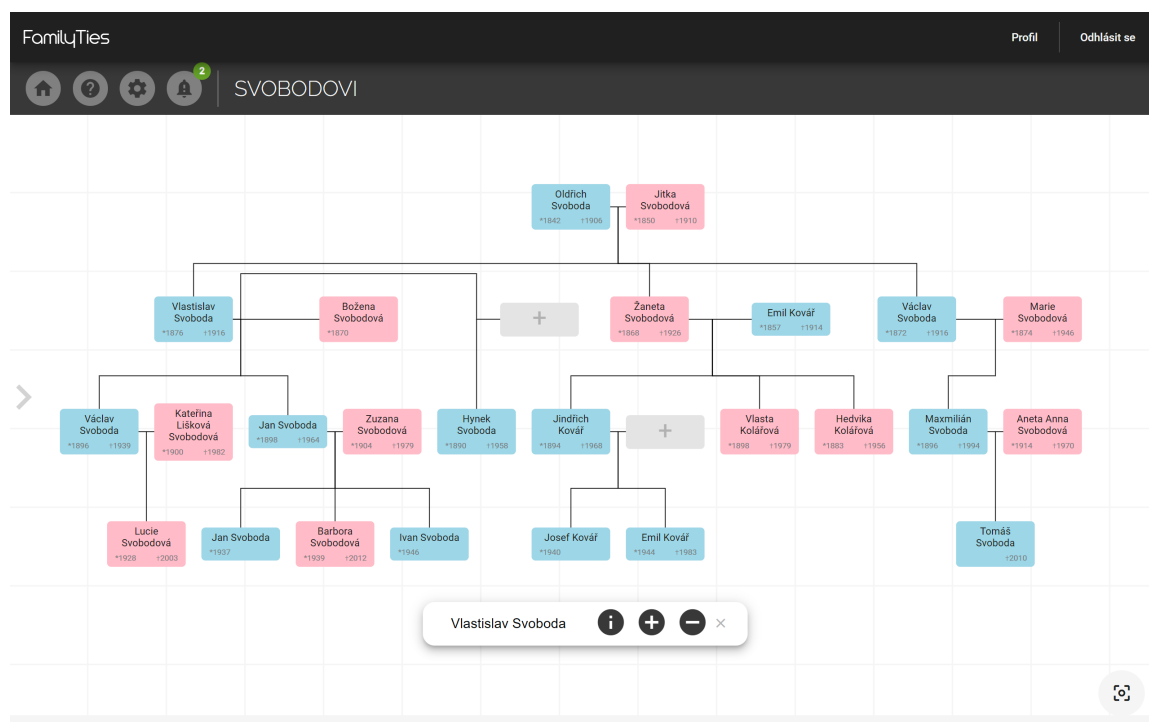 FamilyTies
Profil
Odhlásit se
2
SVOBODOVI
Oldřich
Svoboda
*1842 †1906
Jitka
Svobodová
*1850 †1910
Vlastislav
Svoboda
*1876 †1916
Božena
Svobodová
*1870
+
Žaneta
Svobodová
*1868 †1926
Emil Kovář
*1857 †1914
Václav
Svoboda
*1872 †1916
Marie
Svobodová
*1874 †1946
Václav
Svoboda
*1896 †1939
Kateřina
Lišková
Svobodová
*1900 †1982
Jan Svoboda
*1898 †1964
Zuzana
Svobodová
*1904 †1979
Hynek
Svoboda
*1890 †1958
Jindřich
Kovář
*1894 †1968
+
Vlasta
Kolářová
*1898 †1979
Hedvika
Kolářová
*1883 †1956
Maxmilián
Svoboda
*1896 †1994
Aneta Anna
Svobodová
*1914 †1970
Lucie
Svobodová
*1928 †2003
Jan Svoboda
*1937
Barbora
Svobodová
*1939 †2012
Ivan Svoboda
*1946
Josef Kovář
*1940
Emil Kovář
*1944 †1983
Tomáš
Svoboda
†2010
Vlastislav Svoboda